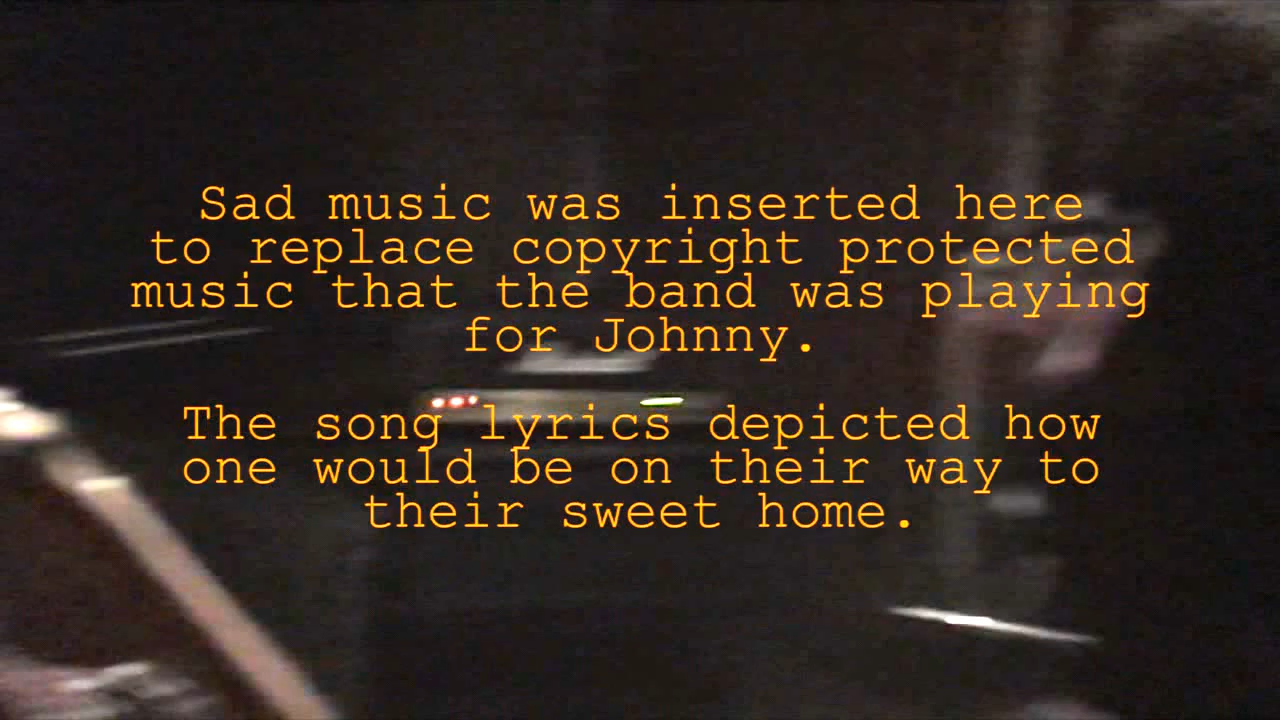 Sad music was inserted here
to replace copyright protected
music that the band was playing
for Johnny.
The song lyrics depicted how
one would be on their way to
their sweet home.